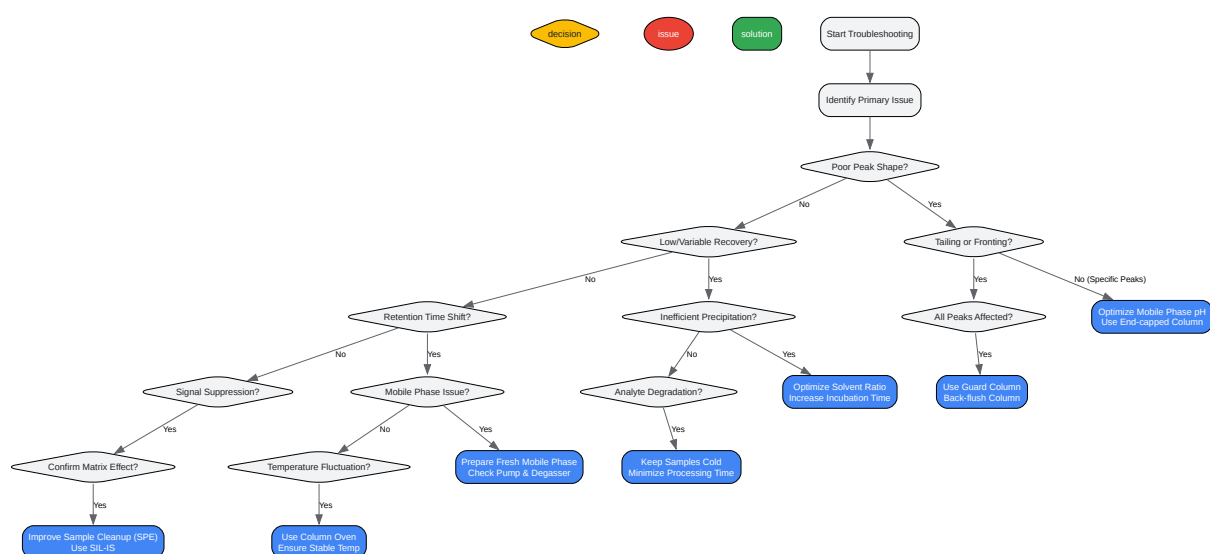 decision
issue
solution
Start Troubleshooting
Identify Primary Issue
Poor Peak Shape?
No
Yes
Low/Variable Recovery?
Tailing or Fronting?
No
Yes
Yes
No (Specific Peaks)
Retention Time Shift?
Inefficient Precipitation?
All Peaks Affected?
Optimize Mobile Phase pH
Use End-capped Column
No
Yes
No
Yes
Yes
Signal Suppression?
Mobile Phase Issue?
Analyte Degradation?
Optimize Solvent Ratio
Increase Incubation Time
Use Guard Column
Back-flush Column
Yes
No
Yes
Yes
Confirm Matrix Effect?
Temperature Fluctuation?
Prepare Fresh Mobile Phase
Check Pump & Degasser
Keep Samples Cold
Minimize Processing Time
Yes
Yes
Improve Sample Cleanup (SPE)
Use SIL-IS
Use Column Oven
Ensure Stable Temp